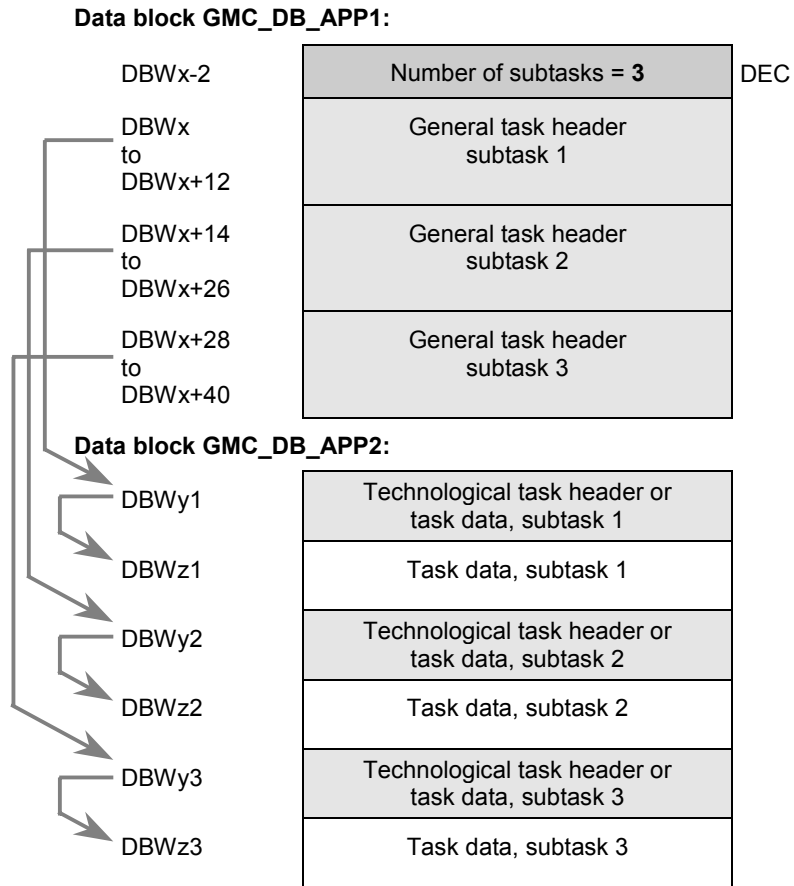 Data block GMC_DB_APP1:
DBWx-2 Number of subtasks = 3 DEC
DBWx
to
DBWx+12
General task header
subtask 1
DBWx+14
to
DBWx+26
General task header
subtask 2
DBWx+28
to
DBWx+40
General task header
subtask 3
Data block GMC_DB_APP2:
DBWy1
Technological task header or
task data, subtask 1
DBWz1 Task data, subtask 1
DBWy2
Technological task header or
task data, subtask 2
DBWz2 Task data, subtask 2
DBWy3
Technological task header or
task data, subtask 3
DBWz3 Task data, subtask 3